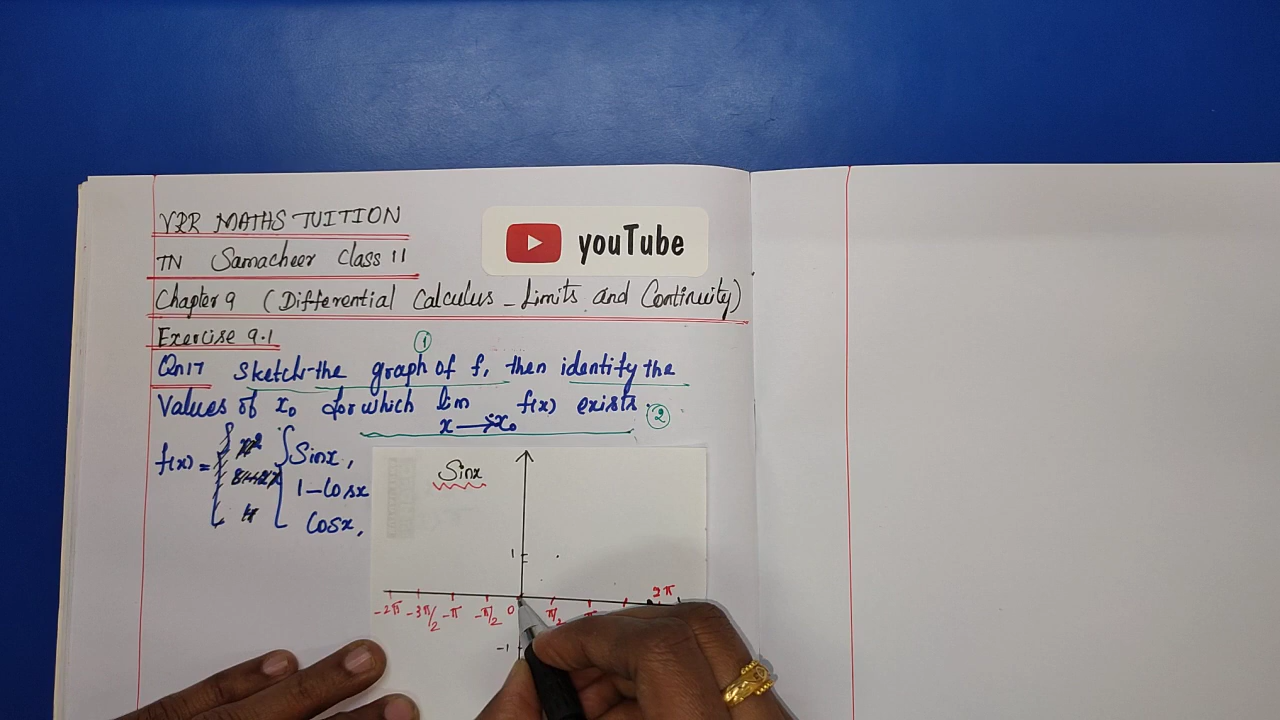 V2R MATHS TUITION
youTube
TN Samacheer Class 11
Chapter 9 (Differential Calculus - Limits and Continuity)
Exercise 9.1
①
Qn17 Sketch the graph of f, then identify the
values of x₀ for which lim f(x) exists. ②
x→x₀
f(x) = { Sinx,
1-Cosx
Cosx,
Sinx
1
2π
-2π -3π/2 -π -π/2 0 π/2 π
-1